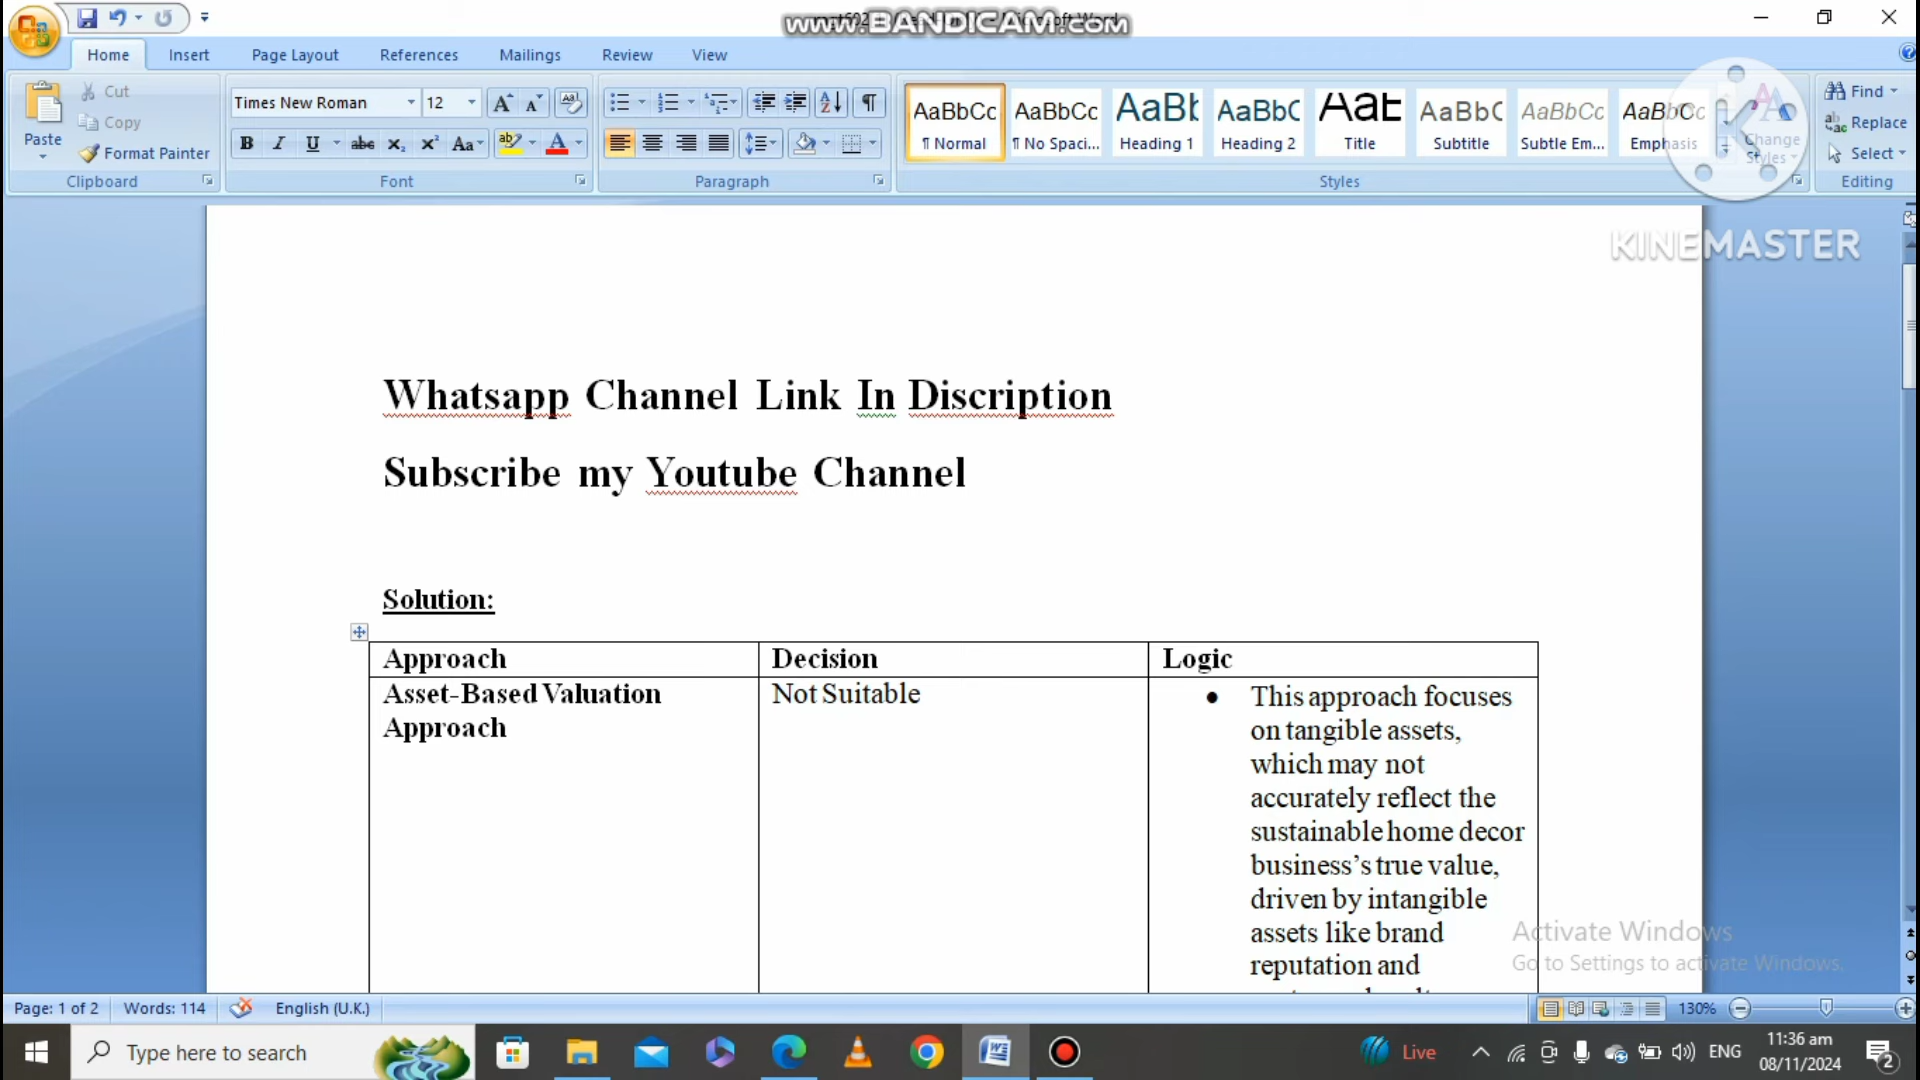 www.BANDICAM.com
Home Insert Page Layout References Mailings Review View
Paste
Cut
Copy
Format Painter
Clipboard
Times New Roman 12
B I U abc Aa
Font
Paragraph
AaBbCc AaBbCc AaBb AaBbC AaB AaBbC AaBbCc AaBbCc
¶ Normal ¶ No Spaci... Heading 1 Heading 2 Title Subtitle Subtle Em... Emphasis
Change Styles
Styles
Find
Replace
Select
Editing
KINEMASTER
Whatsapp Channel Link In Discription
Subscribe my Youtube Channel
Solution:
Approach Decision Logic
Asset-Based Valuation Approach
Not Suitable
• This approach focuses
on tangible assets,
which may not
accurately reflect the
sustainable home decor
business’s true value,
driven by intangible
assets like brand
reputation and
Activate Windows
Go to Settings to activate Windows.
Page: 1 of 2 Words: 114 English (U.K.) 130%
Type here to search
Live
ENG
11:36 am
08/11/2024
2